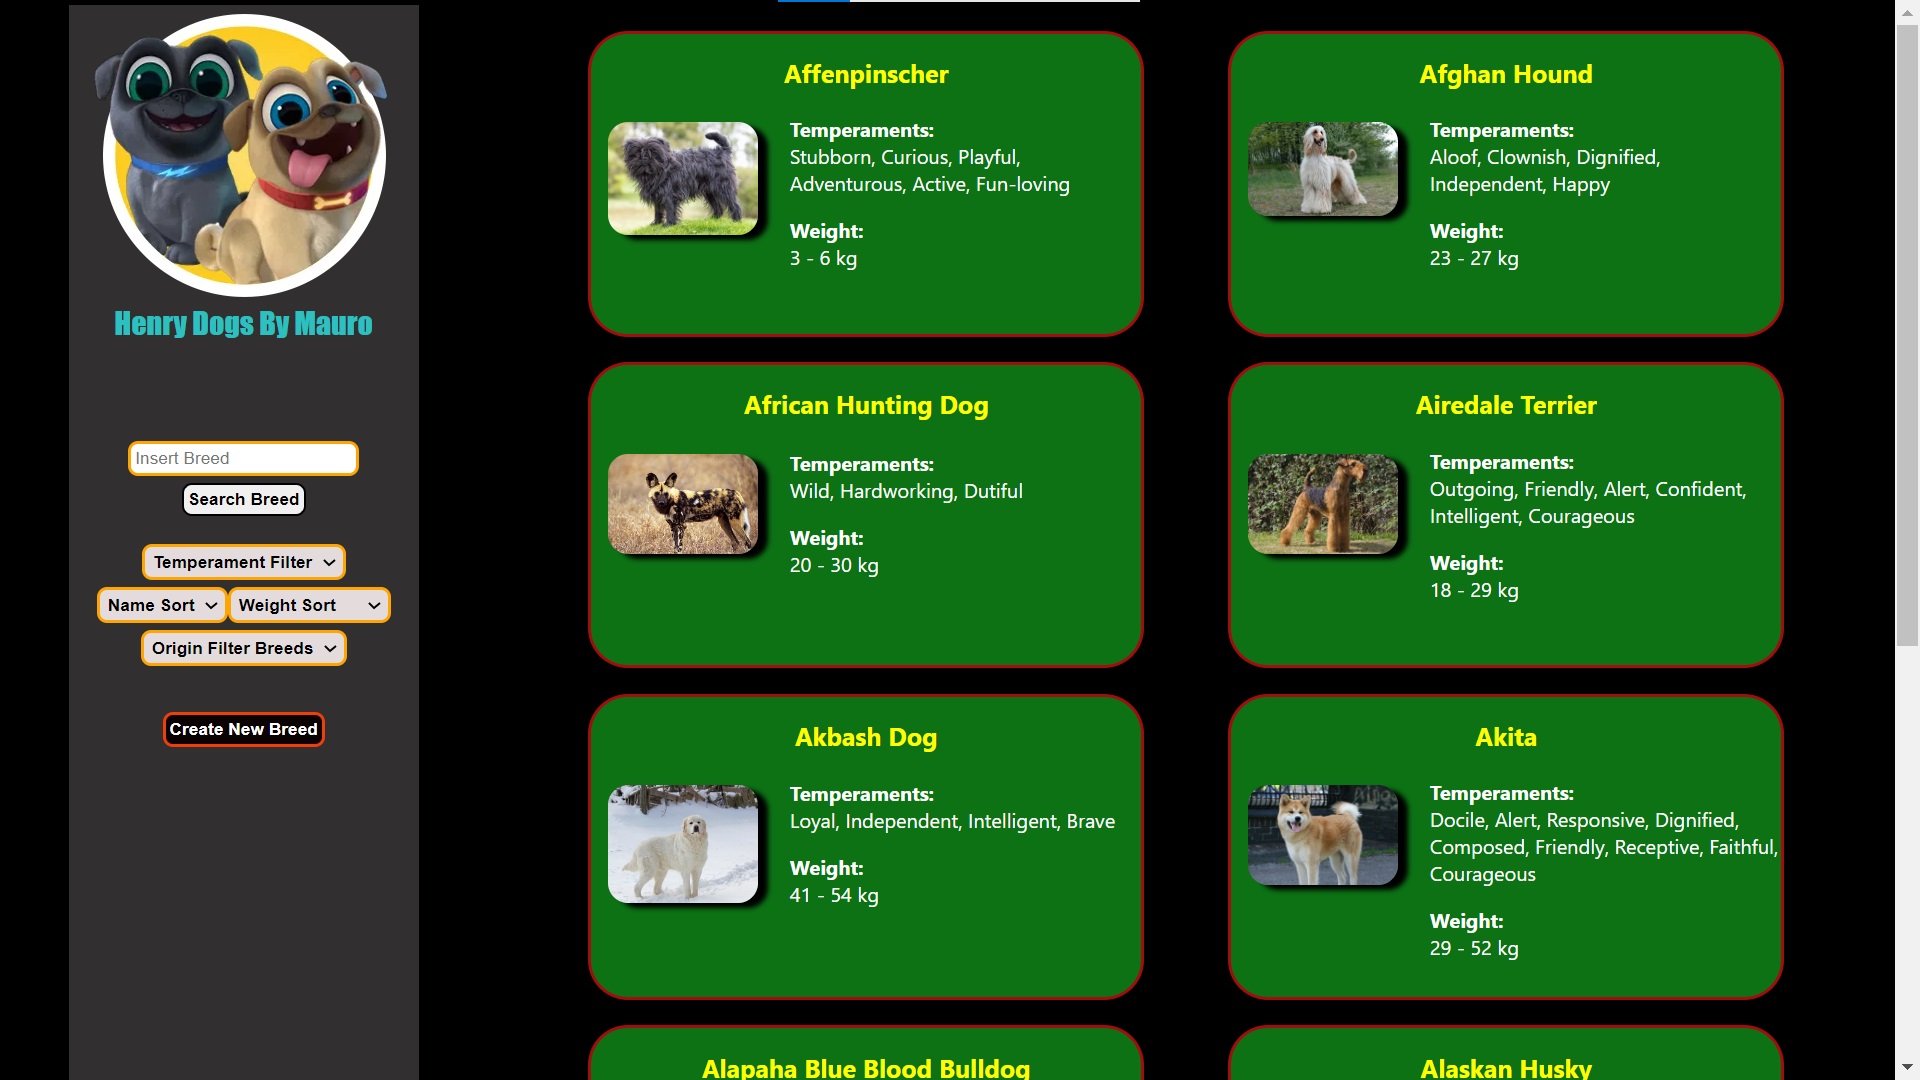 Henry Dogs By Mauro
Insert Breed
Search Breed
Temperament Filter
Name Sort
Weight Sort
Origin Filter Breeds
Create New Breed
Affenpinscher
Temperaments:
Stubborn, Curious, Playful,
Adventurous, Active, Fun-loving
Weight:
3 - 6 kg
Afghan Hound
Temperaments:
Aloof, Clownish, Dignified,
Independent, Happy
Weight:
23 - 27 kg
African Hunting Dog
Temperaments:
Wild, Hardworking, Dutiful
Weight:
20 - 30 kg
Airedale Terrier
Temperaments:
Outgoing, Friendly, Alert, Confident,
Intelligent, Courageous
Weight:
18 - 29 kg
Akbash Dog
Temperaments:
Loyal, Independent, Intelligent, Brave
Weight:
41 - 54 kg
Akita
Temperaments:
Docile, Alert, Responsive, Dignified,
Composed, Friendly, Receptive, Faithful,
Courageous
Weight:
29 - 52 kg
Alapaha Blue Blood Bulldog
Alaskan Husky